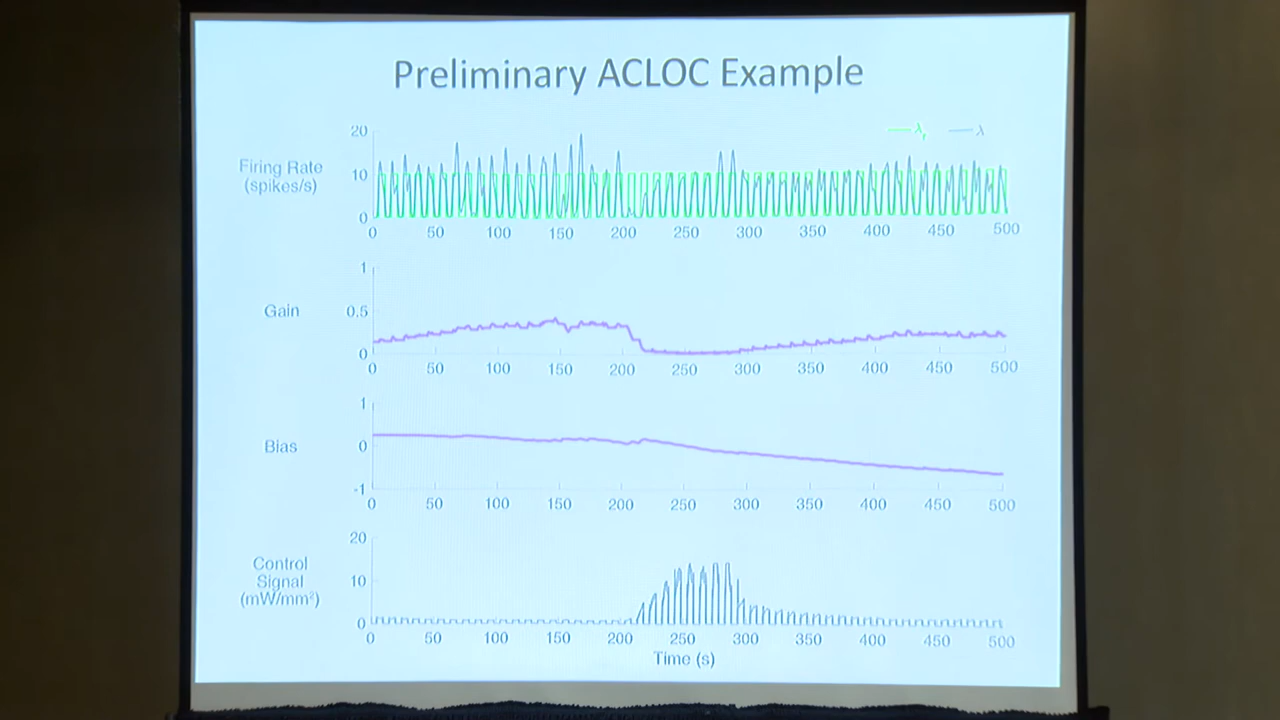 Preliminary ACLOC Example
λr λ
20
Firing Rate
(spikes/s)
10
0
0 50 100 150 200 250 300 350 400 450 500
1
Gain
0.5
0
0 50 100 150 200 250 300 350 400 450 500
1
Bias
0
-1
0 50 100 150 200 250 300 350 400 450 500
20
Control
Signal
(mW/mm²)
10
0
0 50 100 150 200 250 300 350 400 450 500
Time (s)